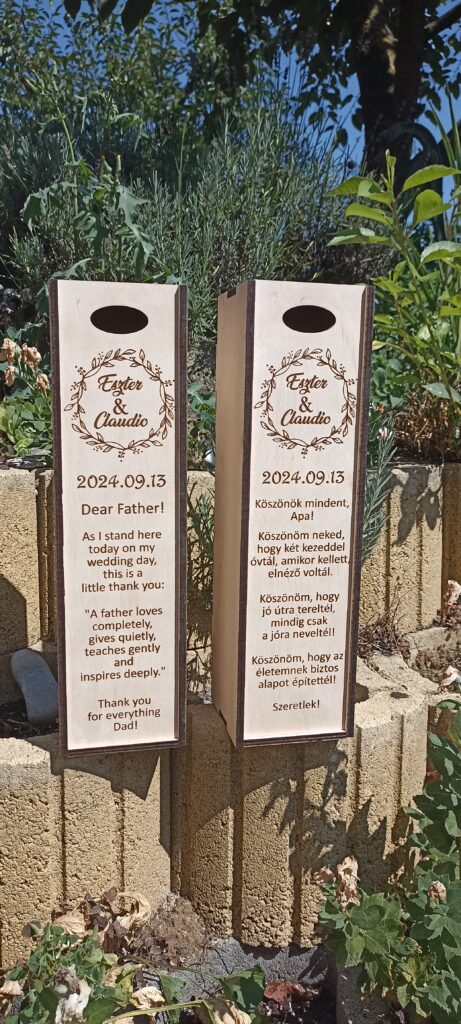 Eszter
&
Claudio
2024.09.13
Dear Father!
As I stand here
today on my
wedding day,
this is a
little thank you:
"A father loves
completely,
gives quietly,
teaches gently
and
inspires deeply."
Thank you
for everything
Dad!
Eszter
&
Claudio
2024.09.13
Köszönök mindent,
Apa!
Köszönöm neked,
hogy két kezeddel
óvtál, amikor kellett,
elnéző voltál.
Köszönöm, hogy
jó útra tereltél,
mindig csak
a jóra neveltél!
Köszönöm, hogy az
életemnek biztos
alapot építettél!
Szeretlek!